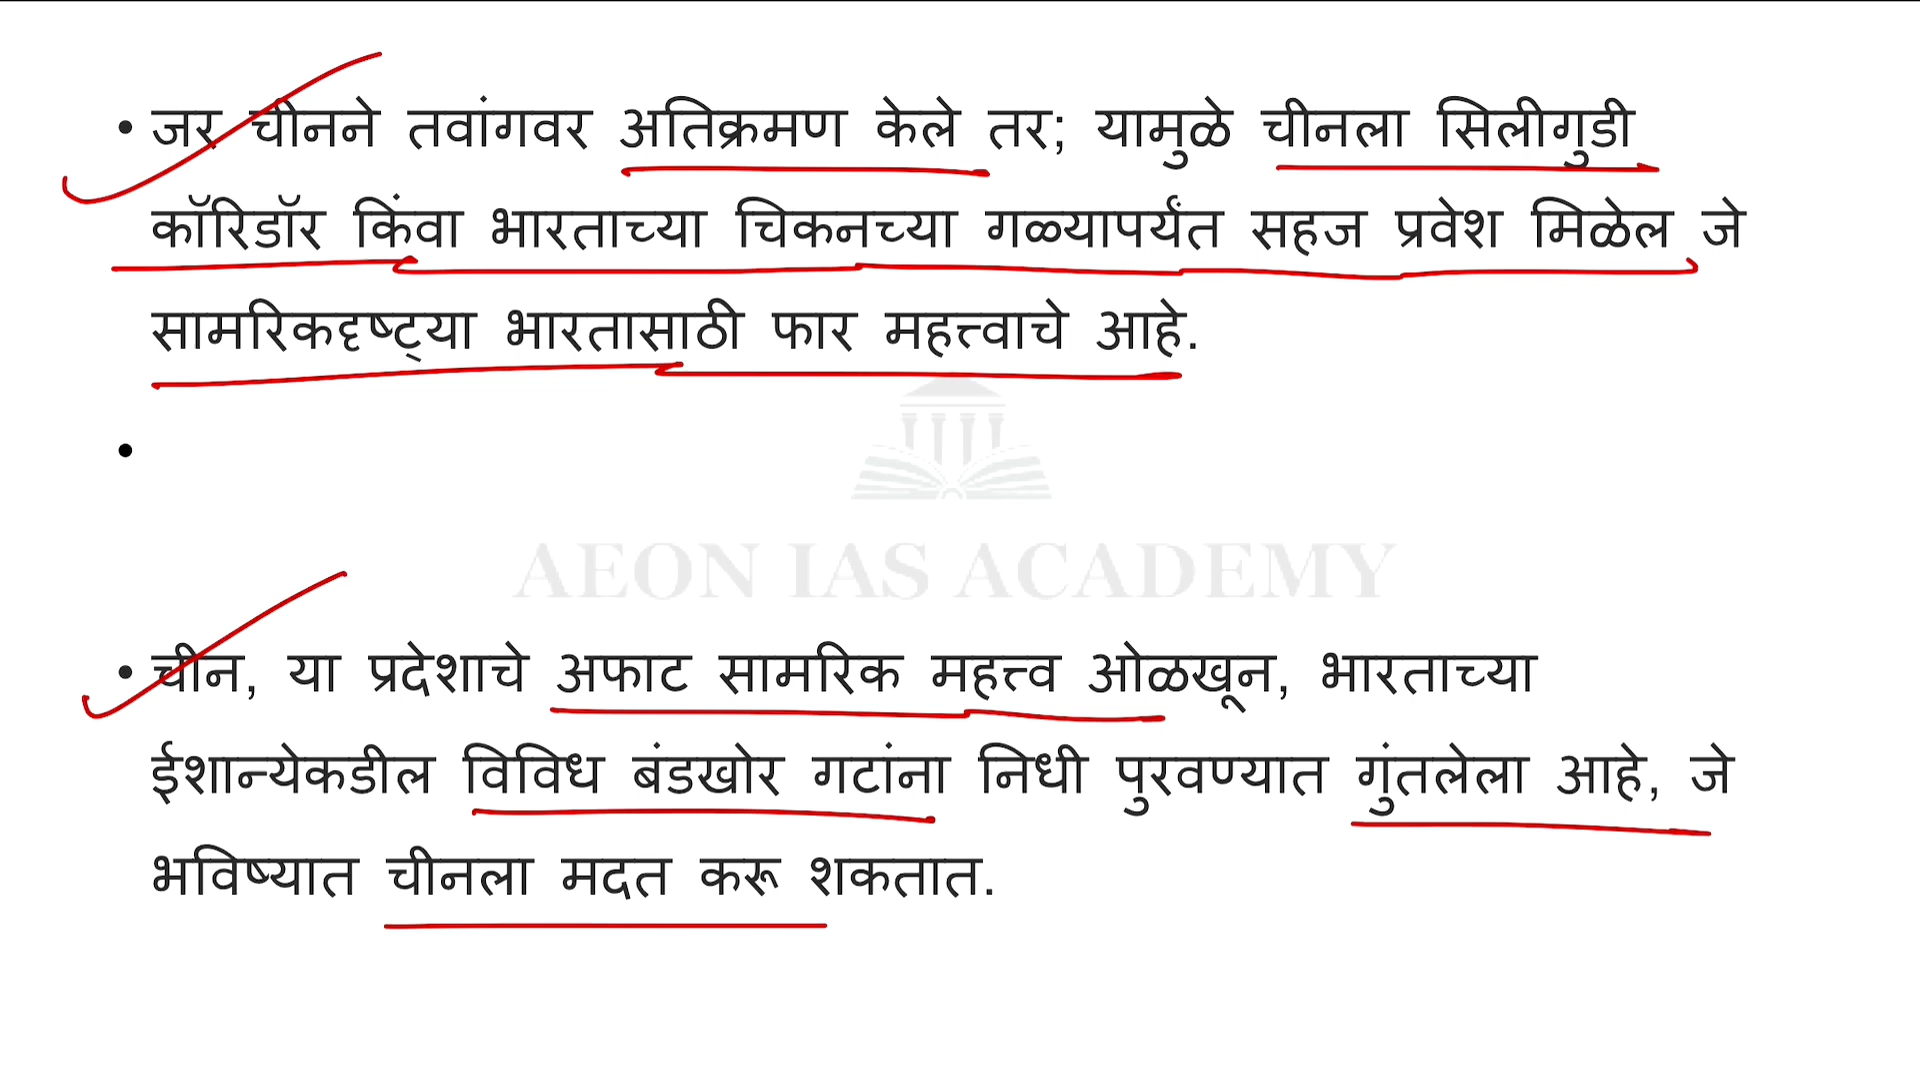 • जर चीनने तवांगवर अतिक्रमण केले तर; यामुळे चीनला सिलीगुडी
कॉरिडॉर किंवा भारताच्या चिकनच्या गळ्यापर्यंत सहज प्रवेश मिळेल जे
सामरिकदृष्ट्या भारतासाठी फार महत्त्वाचे आहे.
•
AEON IAS ACADEMY
• चीन, या प्रदेशाचे अफाट सामरिक महत्त्व ओळखून, भारताच्या
ईशान्येकडील विविध बंडखोर गटांना निधी पुरवण्यात गुंतलेला आहे, जे
भविष्यात चीनला मदत करू शकतात.